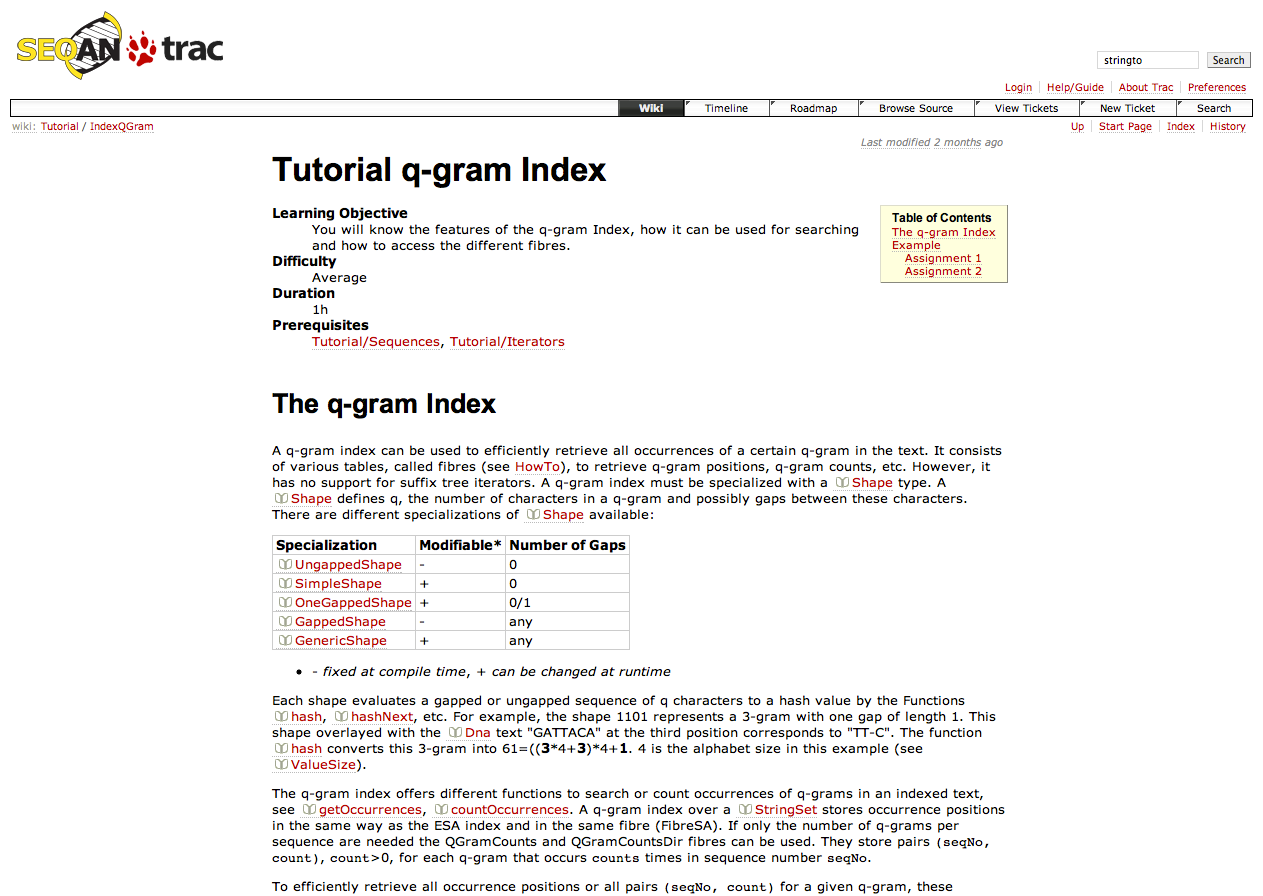 SEQAN trac
stringto
Search
Login Help/Guide About Trac Preferences
Wiki Timeline Roadmap Browse Source View Tickets New Ticket Search
wiki: Tutorial / IndexQGram
Up Start Page Index History
Last modified 2 months ago
Tutorial q-gram Index
Learning Objective
You will know the features of the q-gram Index, how it can be used for searching
and how to access the different fibres.
Difficulty
Average
Duration
1h
Prerequisites
Tutorial/Sequences, Tutorial/Iterators
Table of Contents
The q-gram Index
Example
Assignment 1
Assignment 2
The q-gram Index
A q-gram index can be used to efficiently retrieve all occurrences of a certain q-gram in the text. It consists
of various tables, called fibres (see HowTo), to retrieve q-gram positions, q-gram counts, etc. However, it
has no support for suffix tree iterators. A q-gram index must be specialized with a Shape type. A
Shape defines q, the number of characters in a q-gram and possibly gaps between these characters.
There are different specializations of Shape available:
Specialization Modifiable* Number of Gaps
UngappedShape - 0
SimpleShape + 0
OneGappedShape + 0/1
GappedShape - any
GenericShape + any
• - fixed at compile time, + can be changed at runtime
Each shape evaluates a gapped or ungapped sequence of q characters to a hash value by the Functions
hash, hashNext, etc. For example, the shape 1101 represents a 3-gram with one gap of length 1. This
shape overlayed with the Dna text "GATTACA" at the third position corresponds to "TT-C". The function
hash converts this 3-gram into 61=((3*4+3)*4+1. 4 is the alphabet size in this example (see
ValueSize).
The q-gram index offers different functions to search or count occurrences of q-grams in an indexed text,
see getOccurrences, countOccurrences. A q-gram index over a StringSet stores occurrence positions
in the same way as the ESA index and in the same fibre (FibreSA). If only the number of q-grams per
sequence are needed the QGramCounts and QGramCountsDir fibres can be used. They store pairs (seqNo,
count), count>0, for each q-gram that occurs counts times in sequence number seqNo.
To efficiently retrieve all occurrence positions or all pairs (seqNo, count) for a given q-gram, these